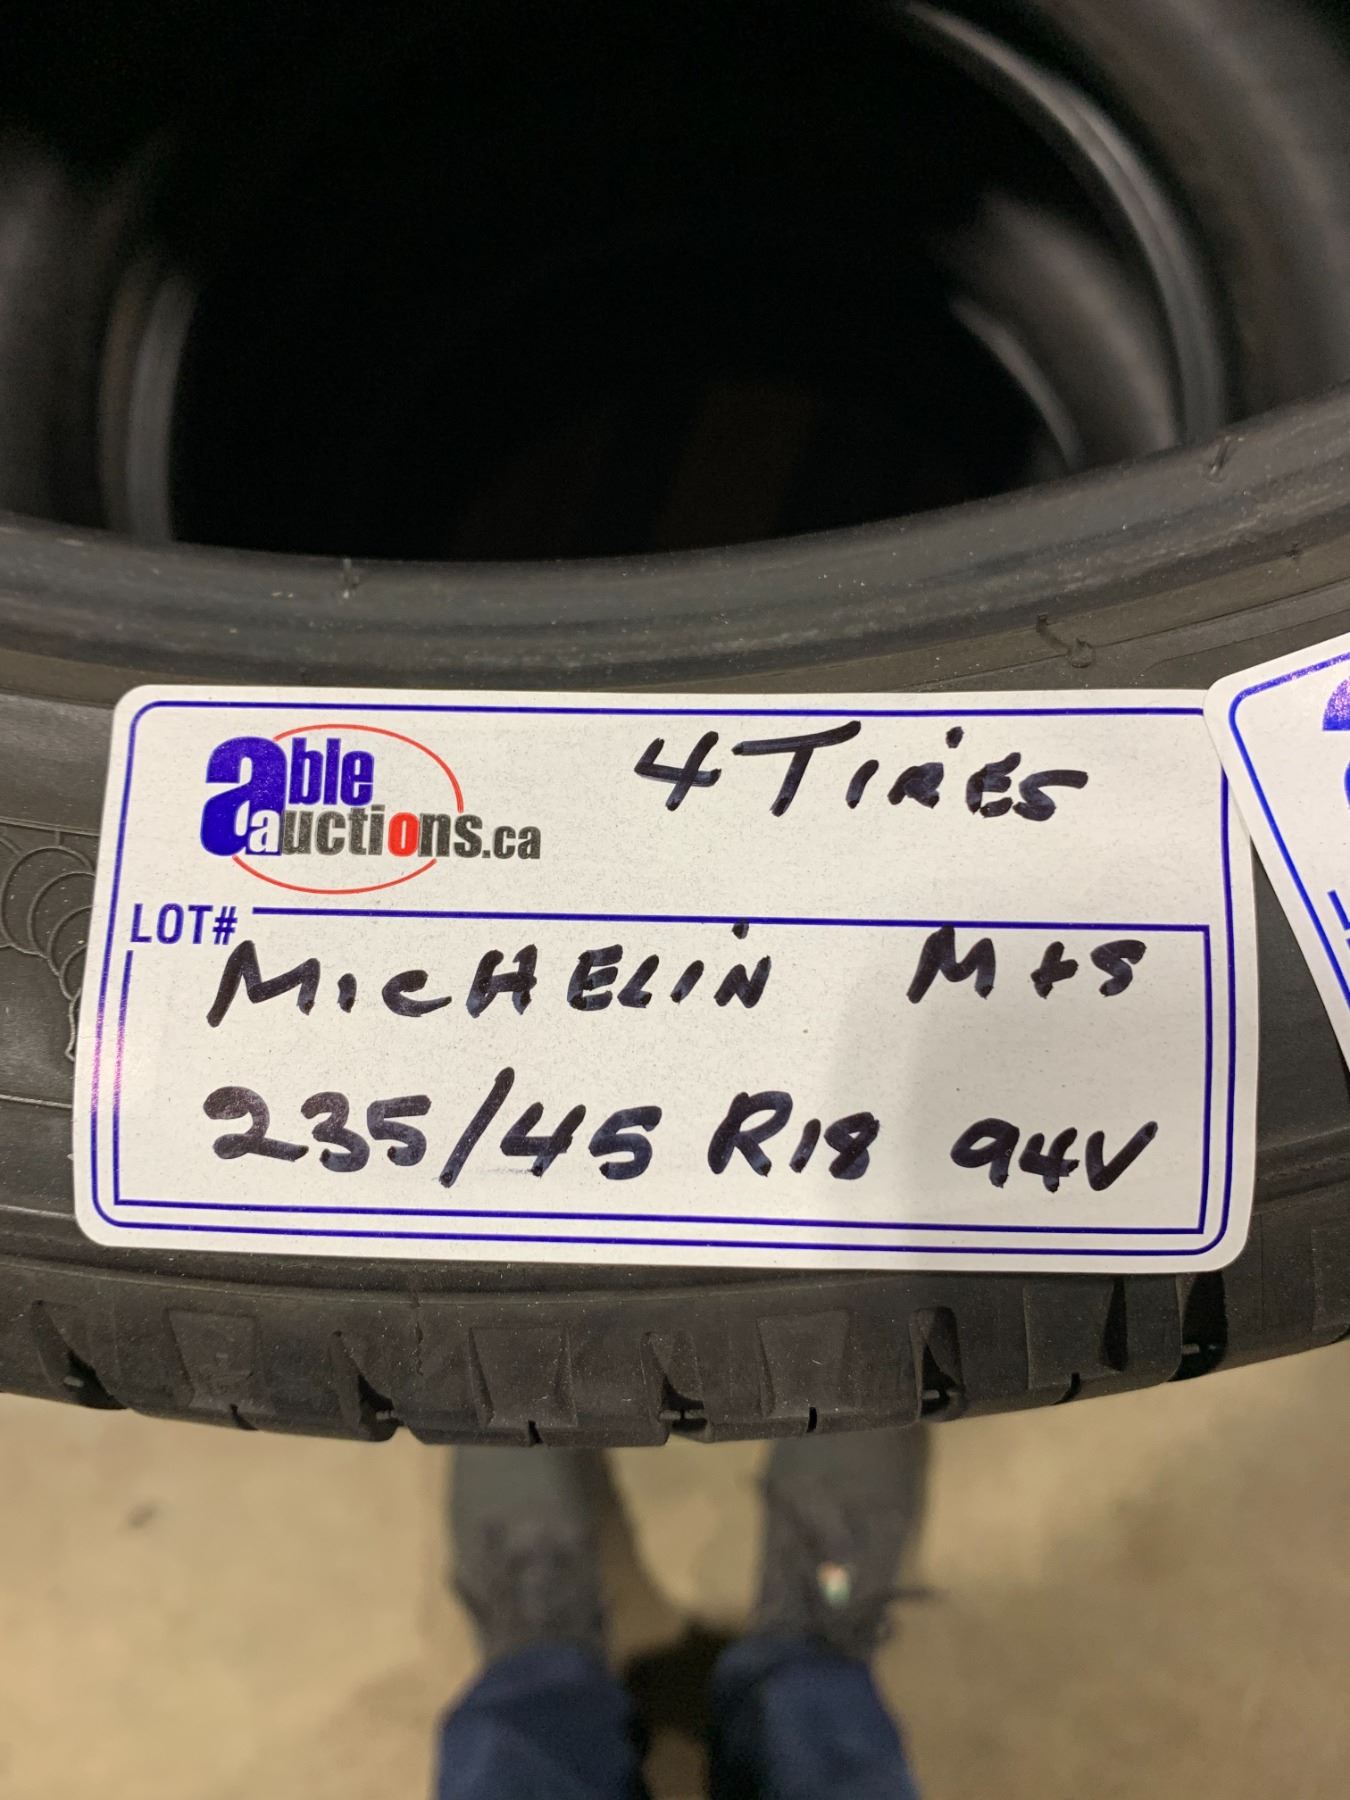 able
auctions.ca
4 TIRES
LOT#
MICHELIN M+S
235/45 R18 94V